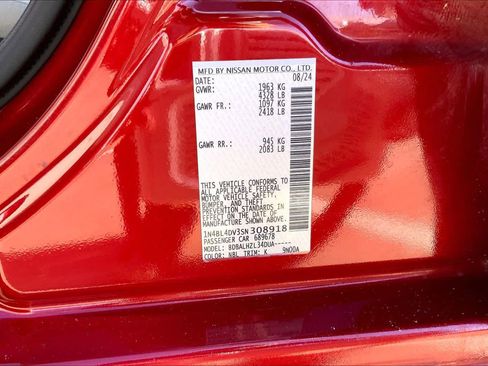 MFD BY NISSAN MOTOR CO., LTD.
DATE: 08/24
GVWR: 1963 KG
4328 LB
GAWR FR.: 1097 KG
2418 LB
GAWR RR.: 945 KG
2083 LB
THIS VEHICLE CONFORMS TO
ALL APPLICABLE FEDERAL
MOTOR VEHICLE SAFETY,
BUMPER, AND THEFT
PREVENTION STANDARDS IN
EFFECT ON THE DATE OF
MANUFACTURE SHOWN ABOVE.
1N4BL4DV3SN308918
PASSENGER CAR 689678
MODEL: BDBALHZL34DUA-----
COLOR: NBL TRIM: K 9N00A